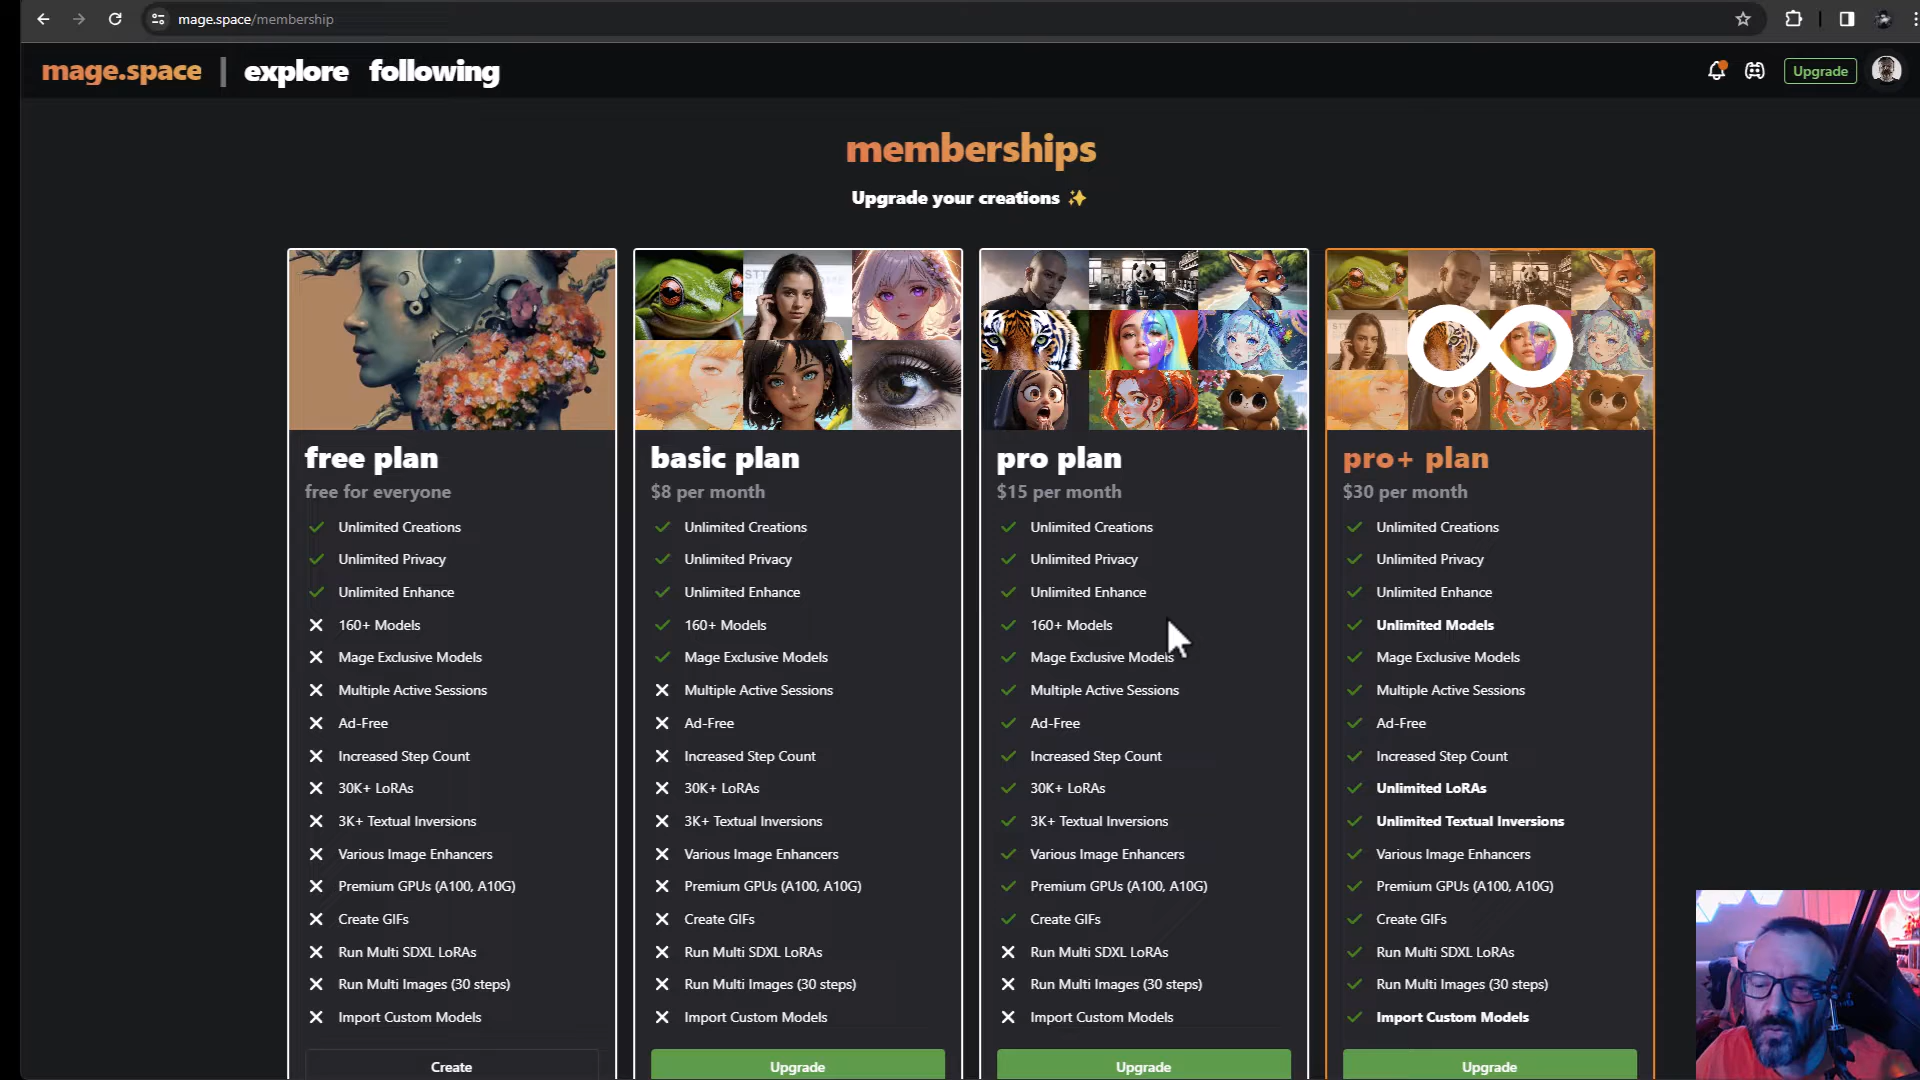 mage.space/membership
mage.space | explore following
Upgrade
memberships
Upgrade your creations ✨
free plan
free for everyone
Unlimited Creations
Unlimited Privacy
Unlimited Enhance
160+ Models
Mage Exclusive Models
Multiple Active Sessions
Ad-Free
Increased Step Count
30K+ LoRAs
3K+ Textual Inversions
Various Image Enhancers
Premium GPUs (A100, A10G)
Create GIFs
Run Multi SDXL LoRAs
Run Multi Images (30 steps)
Import Custom Models
Create
basic plan
$8 per month
Unlimited Creations
Unlimited Privacy
Unlimited Enhance
160+ Models
Mage Exclusive Models
Multiple Active Sessions
Ad-Free
Increased Step Count
30K+ LoRAs
3K+ Textual Inversions
Various Image Enhancers
Premium GPUs (A100, A10G)
Create GIFs
Run Multi SDXL LoRAs
Run Multi Images (30 steps)
Import Custom Models
Upgrade
pro plan
$15 per month
Unlimited Creations
Unlimited Privacy
Unlimited Enhance
160+ Models
Mage Exclusive Models
Multiple Active Sessions
Ad-Free
Increased Step Count
30K+ LoRAs
3K+ Textual Inversions
Various Image Enhancers
Premium GPUs (A100, A10G)
Create GIFs
Run Multi SDXL LoRAs
Run Multi Images (30 steps)
Import Custom Models
Upgrade
pro+ plan
$30 per month
Unlimited Creations
Unlimited Privacy
Unlimited Enhance
Unlimited Models
Mage Exclusive Models
Multiple Active Sessions
Ad-Free
Increased Step Count
Unlimited LoRAs
Unlimited Textual Inversions
Various Image Enhancers
Premium GPUs (A100, A10G)
Create GIFs
Run Multi SDXL LoRAs
Run Multi Images (30 steps)
Import Custom Models
Upgrade